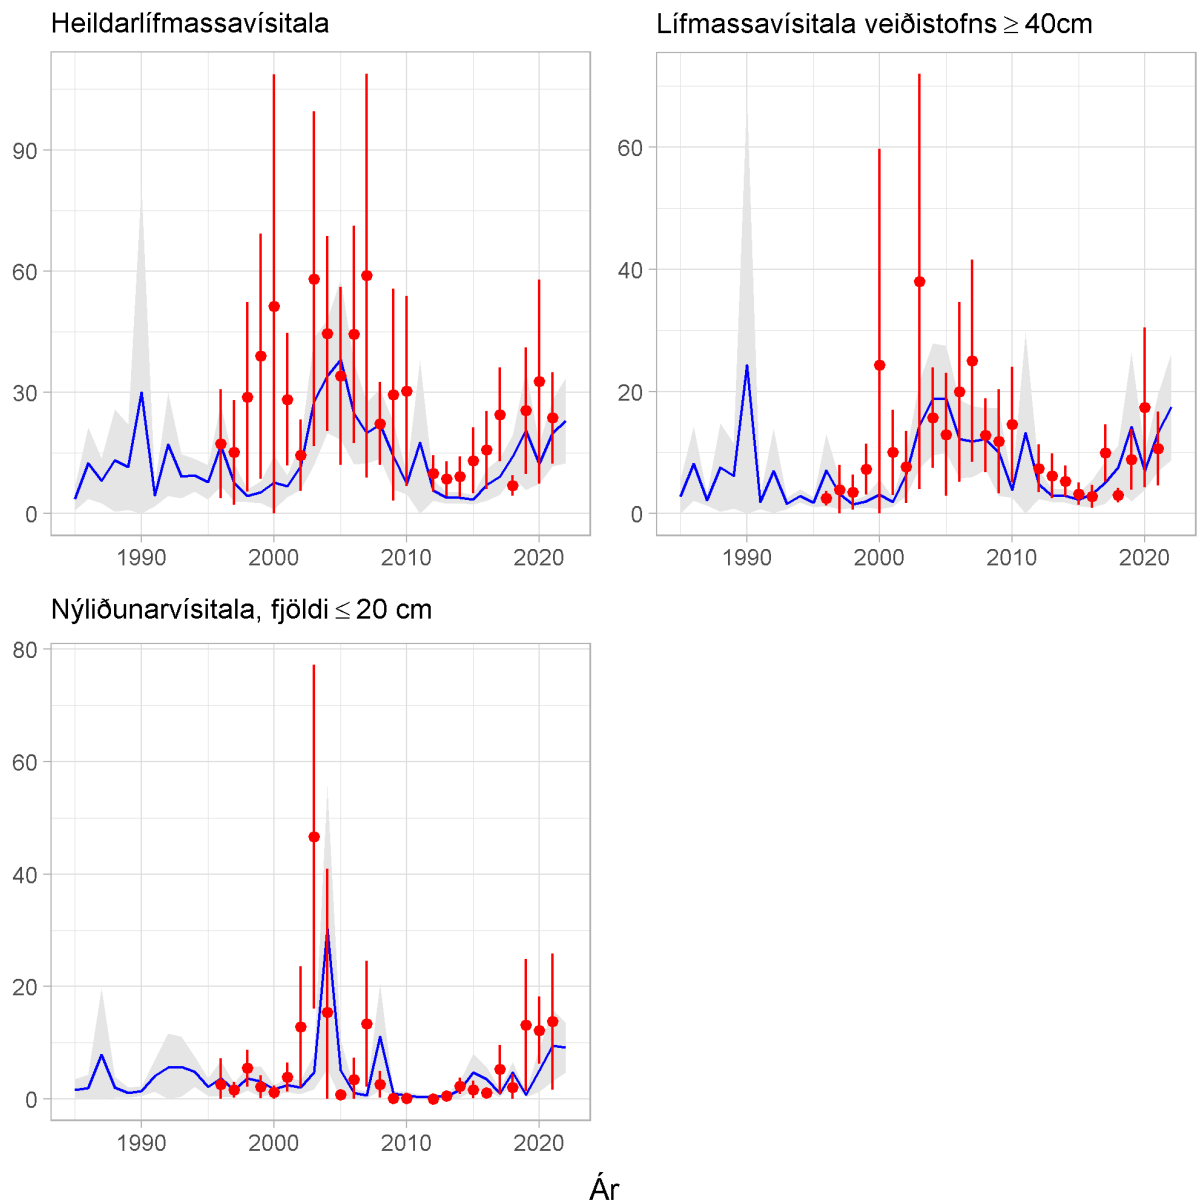 Heildarlífmassavísitala
90
60
30
0
1990 2000 2010 2020
Lífmassavísitala veiðistofns ≥ 40cm
60
40
20
0
1990 2000 2010 2020
Nýliðunarvísitala, fjöldi ≤ 20 cm
80
60
40
20
0
1990 2000 2010 2020
Ár